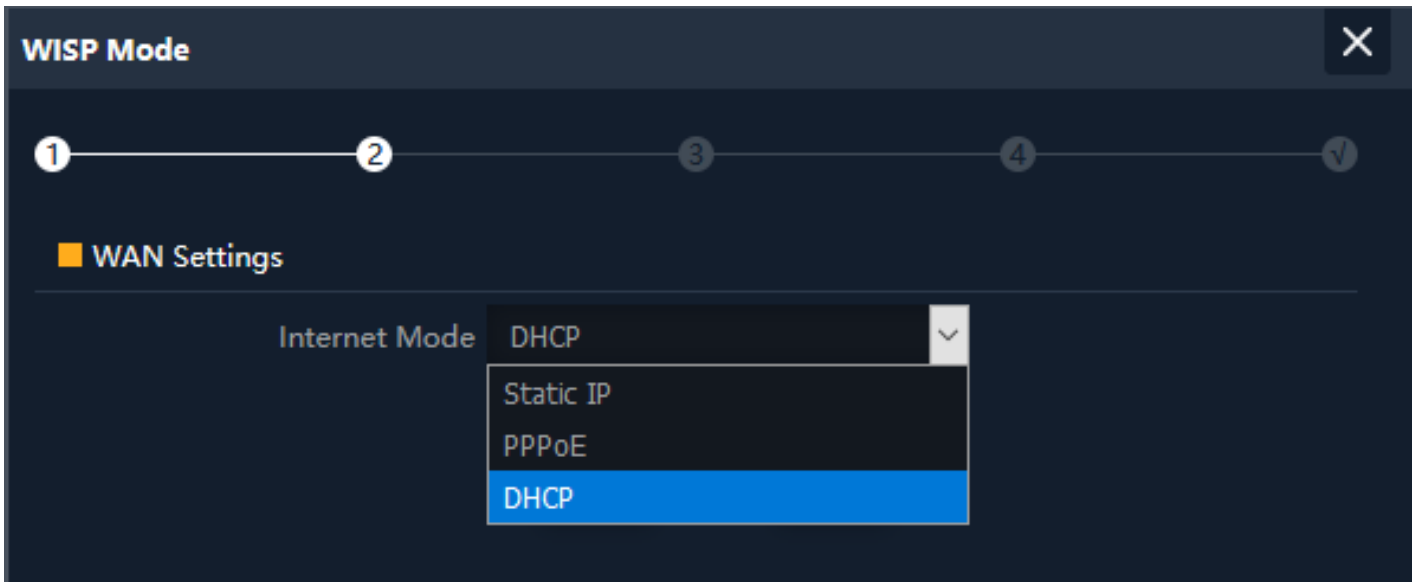 WISP Mode
1 2 3 4 √
WAN Settings
Internet Mode DHCP
Static IP
PPPoE
DHCP